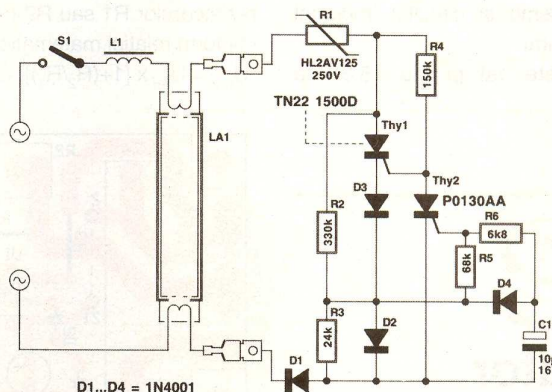 S1
L1
R1
HL2AV125
250V
R4
150k
TN22 1500D
Thy1
LA1
Thy2
D3
P0130AA
R2
330k
R6
6k8
68k
R5
D4
R3
24k
D2
C1
D1
D1...D4 = 1N4001